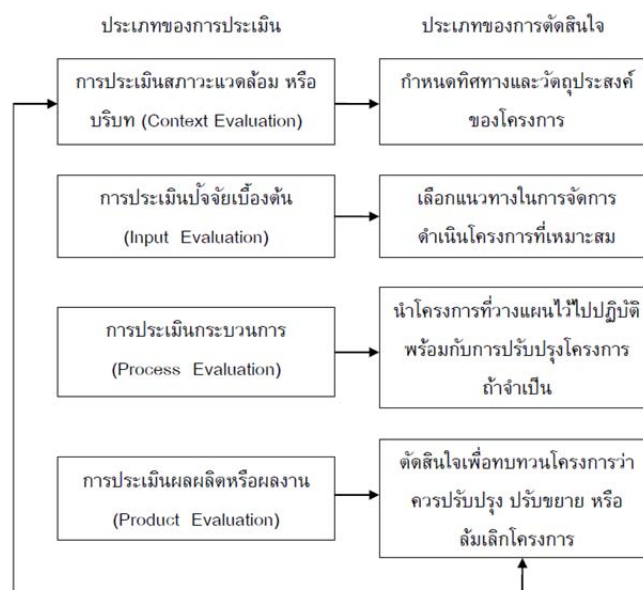 ประเภทของการประเมิน
ประเภทของการตัดสินใจ
การประเมินสภาวะแวดล้อม หรือ
บริบท (Context Evaluation)
กำหนดทิศทางและวัตถุประสงค์
ของโครงการ
การประเมินปัจจัยเบื้องต้น
(Input Evaluation)
เลือกแนวทางในการจัดการ
ดำเนินโครงการที่เหมาะสม
การประเมินกระบวนการ
(Process Evaluation)
นำโครงการที่วางแผนไว้ไปปฏิบัติ
พร้อมกับการปรับปรุงโครงการ
ถ้าจำเป็น
การประเมินผลผลิตหรือผลงาน
(Product Evaluation)
ตัดสินใจเพื่อทบทวนโครงการว่า
ควรปรับปรุง ปรับขยาย หรือ
ล้มเลิกโครงการ